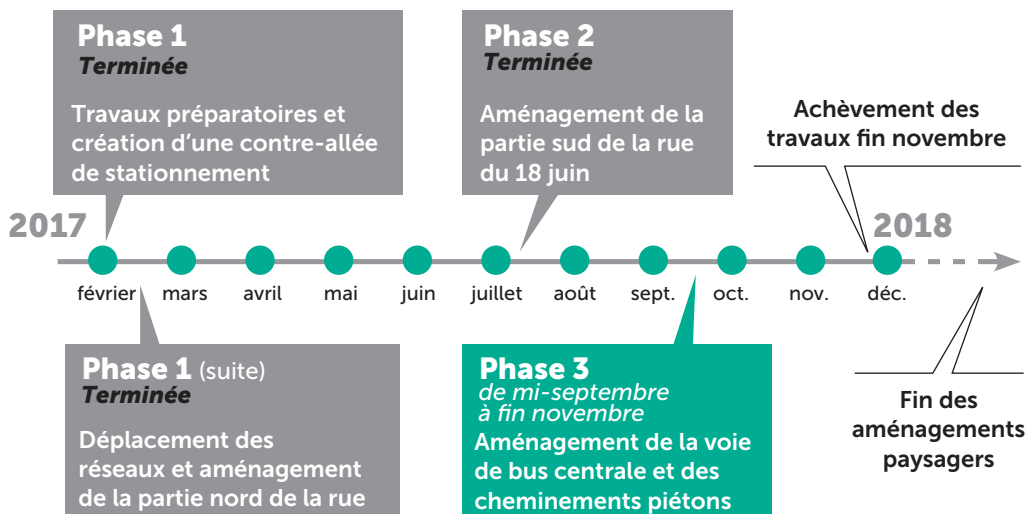 Phase 1
Terminée
Travaux préparatoires et
création d’une contre-allée
de stationnement
Phase 2
Terminée
Aménagement de la
partie sud de la rue
du 18 juin
Achèvement des
travaux fin novembre
2017
2018
février mars avril mai juin juillet août sept. oct. nov. déc.
Phase 1 (suite)
Terminée
Déplacement des
réseaux et aménagement
de la partie nord de la rue
Phase 3
de mi-septembre
à fin novembre
Aménagement de la voie
de bus centrale et des
cheminements piétons
Fin des
aménagements
paysagers